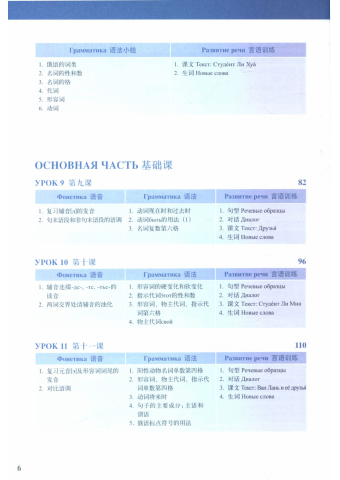 Грамматика 语法小结 Развитие речи 言语训练
1. 俄语的词类 1. 课文 Текст: Студéнт Ли Хуá
2. 名词的性和数 2. 生词 Новые слова
3. 名词的格
4. 代词
5. 形容词
6. 动词
ОСНОВНАЯ ЧАСТЬ 基础课
УРОК 9 第九课 82
Фонетика 语音 Грамматика 语法 Развитие речи 言语训练
1. 动词现在时和过去时 1. 句型 Речевые образцы
2. 句末语段和非句末语段的语调 2. 动词быть的用法（1） 2. 对话 Диалог
3. 名词复数第六格 3. 课文 Текст: Друзья́
4. 生词 Новые слова
УРОК 10 第十课 96
Фонетика 语音 Грамматика 语法 Развитие речи 言语训练
1. 辅音连缀 的 1. 形容词的硬变化和软变化 1. 句型 Речевые образцы
读音 2. 指示代词этот的性和数 2. 对话 Диалог
2. 两词交界处清辅音的浊化 3. 形容词、物主代词、指示代 3. 课文 Текст: Студéнт Ли Мин
词第六格 4. 生词 Новые слова
4. 物主代词свой
УРОК 11 第十一课 110
Фонетика 语音 Грамматика 语法 Развитие речи 言语训练
1. 复习元音 及形容词词尾的 1. 阳性动物名词单数第四格 1. 句型 Речевые образцы
发音 2. 形容词、物主代词、指示代 2. 对话 Диалог
2. 对比语调 词单数第四格 3. 课文 Текст: Ван Лань и её друзья́
3. 动词将来时 4. 生词 Новые слова
4. 句子的主要成分：主语和
谓语
5. 俄语标点符号的用法
6